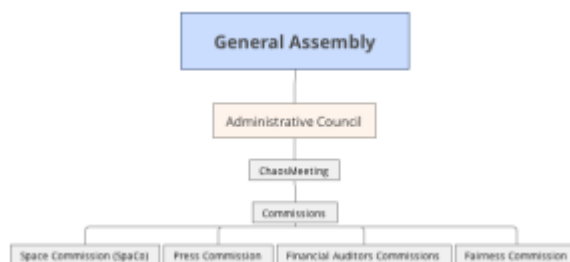 General Assembly
Administrative Council
ChaosMeeting
Commissions
Space Commission (SpaCo)
Press Commission
Financial Auditors Commissions
Fairness Commission